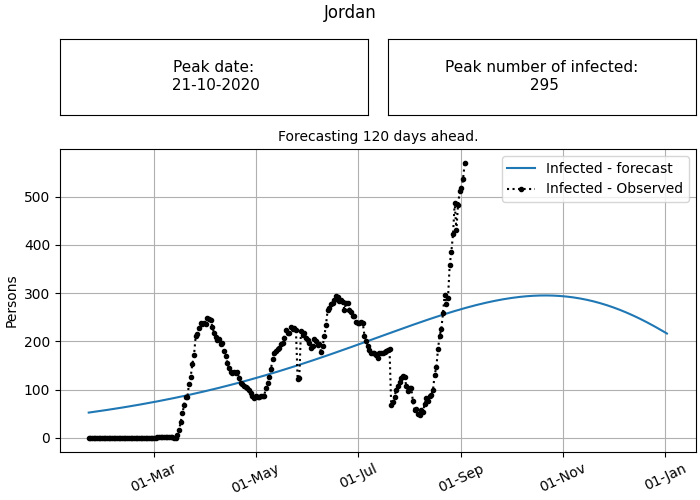 Jordan
Peak date:
21-10-2020
Peak number of infected:
295
Forecasting 120 days ahead.
Infected - forecast
Infected - Observed
Persons
500
400
300
200
100
0
01-Mar
01-May
01-Jul
01-Sep
01-Nov
01-Jan